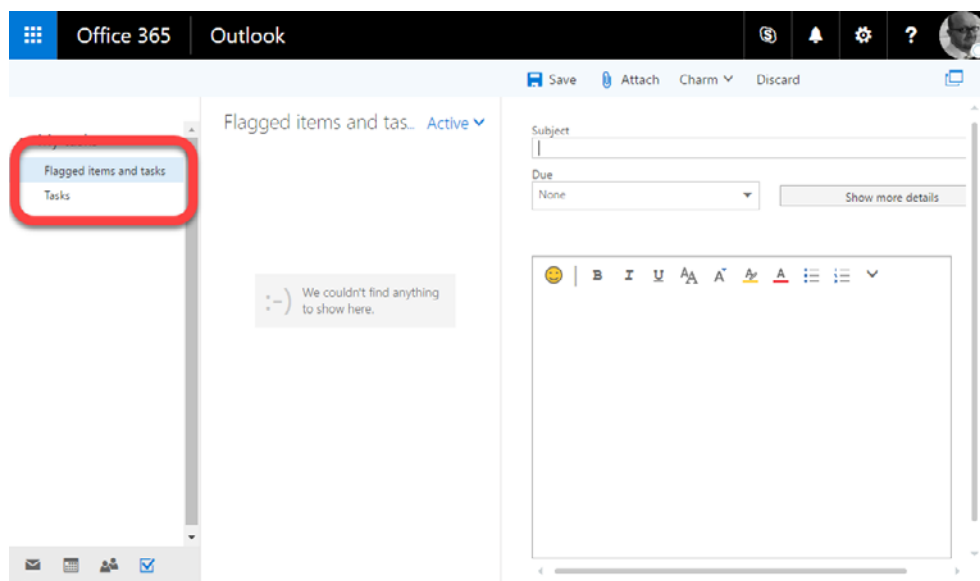 Office 365
Outlook
?
Save Attach Charm Discard
Flagged items and tas... Active
Flagged items and tasks
Tasks
Subject
Due
None
Show more details
B I U AA A A A
:-)
We couldn't find anything
to show here.